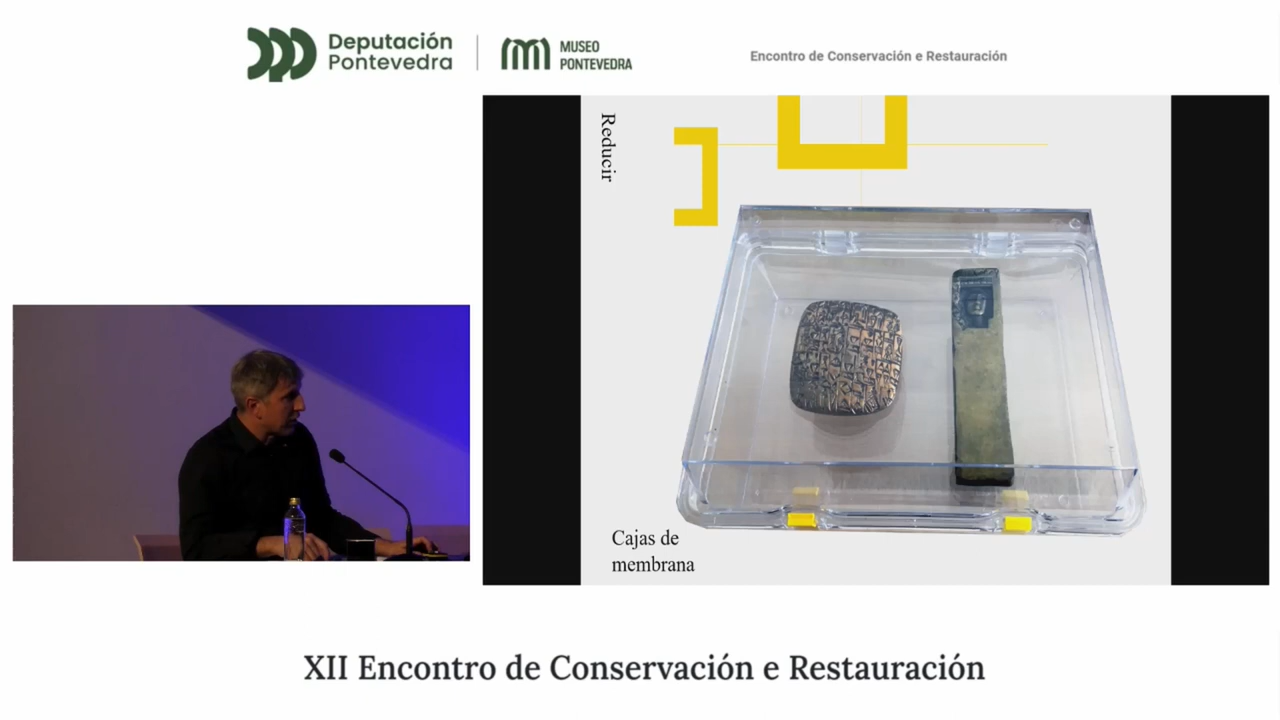 Deputación
Pontevedra
MUSEO
PONTEVEDRA
Encontro de Conservación e Restauración
Reducir
Cajas de
membrana
XII Encontro de Conservación e Restauración